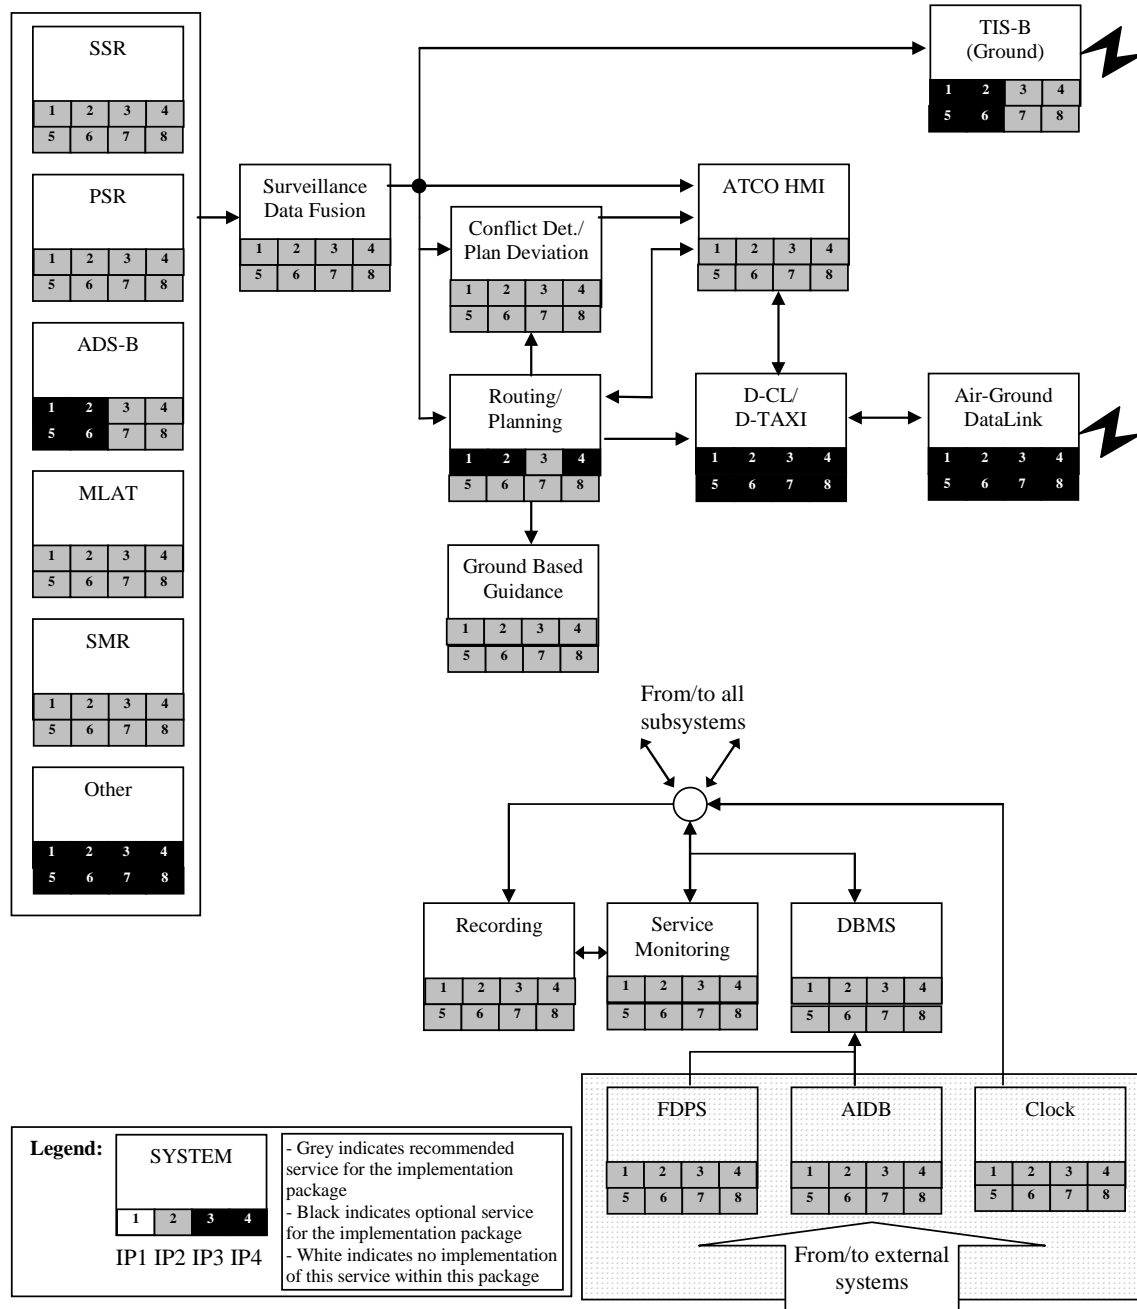 SSR
1 2 3 4
5 6 7 8
PSR
1 2 3 4
5 6 7 8
ADS-B
1 2 3 4
5 6 7 8
MLAT
1 2 3 4
5 6 7 8
SMR
1 2 3 4
5 6 7 8
Other
1 2 3 4
5 6 7 8
Surveillance
Data Fusion
1 2 3 4
5 6 7 8
TIS-B
(Ground)
1 2 3 4
5 6 7 8
Conflict Det./
Plan Deviation
1 2 3 4
5 6 7 8
ATCO HMI
1 2 3 4
5 6 7 8
Routing/
Planning
1 2 3 4
5 6 7 8
D-CL/
D-TAXI
1 2 3 4
5 6 7 8
Air-Ground
DataLink
1 2 3 4
5 6 7 8
Ground Based
Guidance
1 2 3 4
5 6 7 8
From/to all
subsystems
Recording
1 2 3 4
5 6 7 8
Service
Monitoring
1 2 3 4
5 6 7 8
DBMS
1 2 3 4
5 6 7 8
FDPS
1 2 3 4
5 6 7 8
AIDB
1 2 3 4
5 6 7 8
Clock
1 2 3 4
5 6 7 8
From/to external
systems
Legend:
SYSTEM
1 2 3 4
IP1 IP2 IP3 IP4
- Grey indicates recommended
service for the implementation
package
- Black indicates optional service
for the implementation package
- White indicates no implementation
of this service within this package